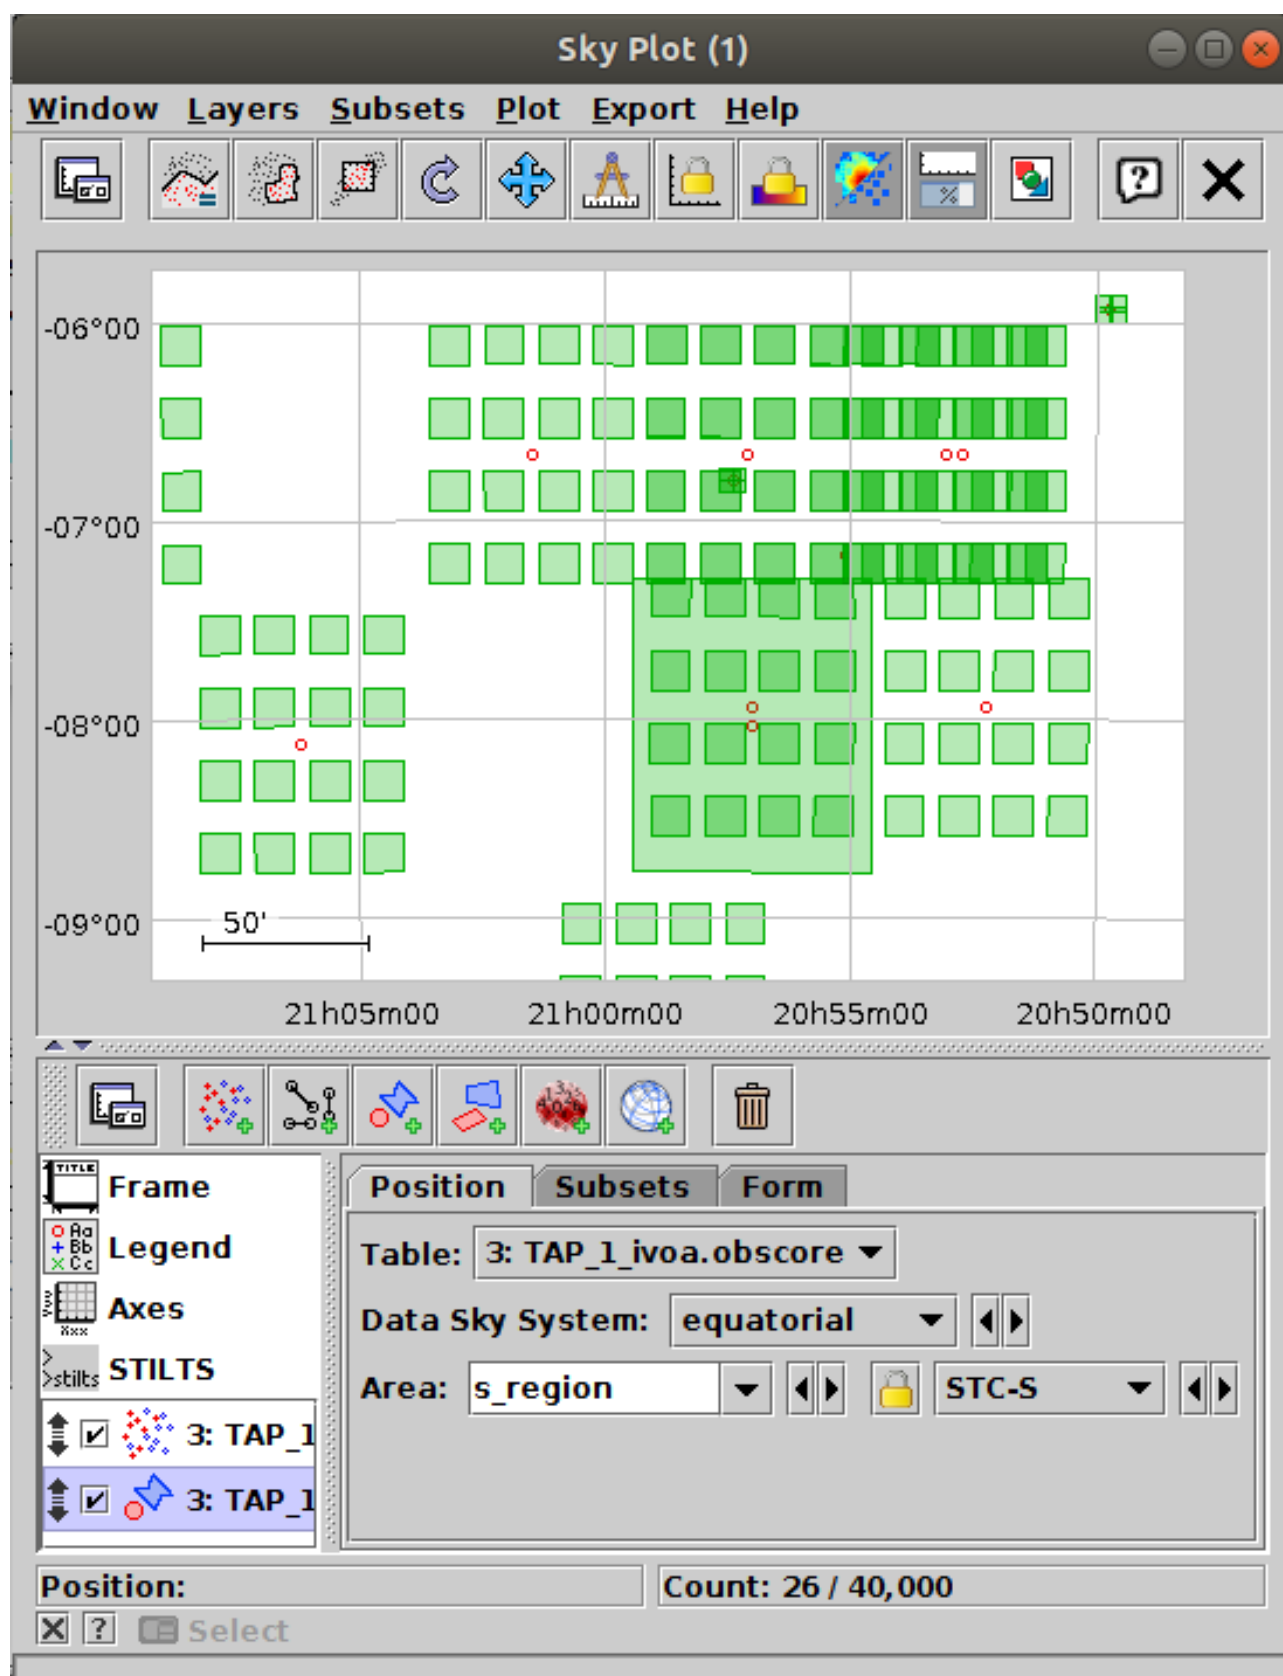 Sky Plot (1)
Window Layers Subsets Plot Export Help
-06°00
-07°00
-08°00
-09°00
50'
21h05m00 21h00m00 20h55m00 20h50m00
Position Subsets Form
Frame
Legend
Axes
STILTS
3: TAP_1
3: TAP_1
Table: 3: TAP_1_ivoa.obscore
Data Sky System: equatorial
Area: s_region STC-S
Position: Count: 26 / 40,000
Select